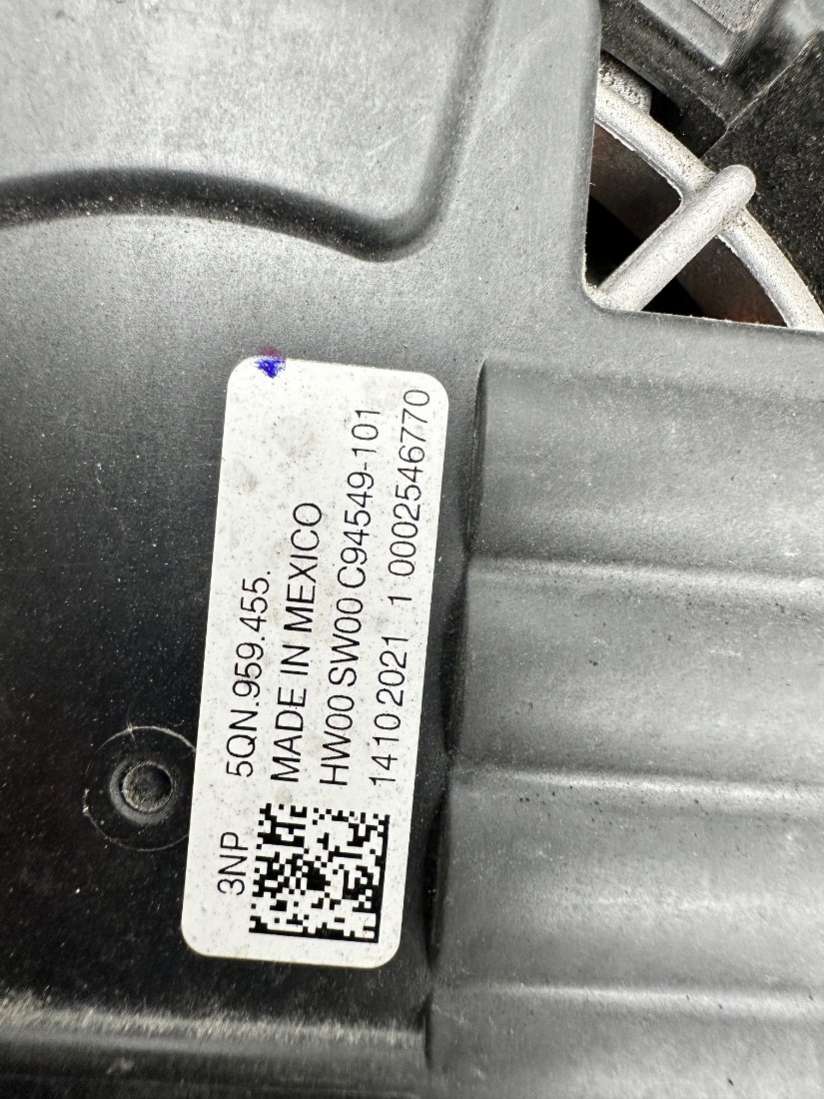 3NP 5QN.959.455.
MADE IN MEXICO
HW00 SW00 C94549-101
14102021 1 0002546770